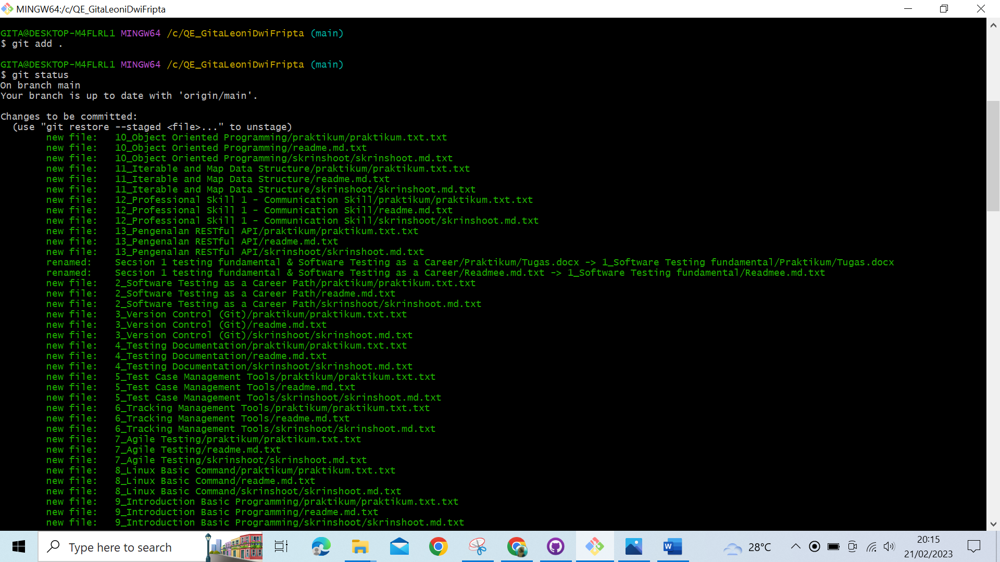 MINGW64:/c/QE_GitaLeoniDwiFripta
GITA@DESKTOP-M4FLRL1 MINGW64 /c/QE_GitaLeoniDwiFripta (main)
$ git add .
GITA@DESKTOP-M4FLRL1 MINGW64 /c/QE_GitaLeoniDwiFripta (main)
$ git status
On branch main
Your branch is up to date with 'origin/main'.
Changes to be committed:
(use "git restore --staged <file>..." to unstage)
new file: 10_Object Oriented Programming/praktikum/praktikum.txt.txt
new file: 10_Object Oriented Programming/readme.md.txt
new file: 10_Object Oriented Programming/skrinshoot/skrinshoot.md.txt
new file: 11_Iterable and Map Data Structure/praktikum/praktikum.txt.txt
new file: 11_Iterable and Map Data Structure/readme.md.txt
new file: 11_Iterable and Map Data Structure/skrinshoot/skrinshoot.md.txt
new file: 12_Professional Skill 1 - Communication Skill/praktikum/praktikum.txt.txt
new file: 12_Professional Skill 1 - Communication Skill/readme.md.txt
new file: 12_Professional Skill 1 - Communication Skill/skrinshoot/skrinshoot.md.txt
new file: 13_Pengenalan RESTful API/praktikum/praktikum.txt.txt
new file: 13_Pengenalan RESTful API/readme.md.txt
new file: 13_Pengenalan RESTful API/skrinshoot/skrinshoot.md.txt
renamed: Secsion 1 testing fundamental & Software Testing as a Career/Praktikum/Tugas.docx -> 1_Software Testing fundamental/Praktikum/Tugas.docx
renamed: Secsion 1 testing fundamental & Software Testing as a Career/Readmee.md.txt -> 1_Software Testing fundamental/Readmee.md.txt
new file: 2_Software Testing as a Career Path/praktikum/praktikum.txt.txt
new file: 2_Software Testing as a Career Path/readme.md.txt
new file: 2_Software Testing as a Career Path/skrinshoot/skrinshoot.md.txt
new file: 3_Version Control (Git)/praktikum/praktikum.txt.txt
new file: 3_Version Control (Git)/readme.md.txt
new file: 3_Version Control (Git)/skrinshoot/skrinshoot.md.txt
new file: 4_Testing Documentation/praktikum/praktikum.txt.txt
new file: 4_Testing Documentation/readme.md.txt
new file: 4_Testing Documentation/skrinshoot/skrinshoot.md.txt
new file: 5_Test Case Management Tools/praktikum/praktikum.txt.txt
new file: 5_Test Case Management Tools/readme.md.txt
new file: 5_Test Case Management Tools/skrinshoot/skrinshoot.md.txt
new file: 6_Tracking Management Tools/praktikum/praktikum.txt.txt
new file: 6_Tracking Management Tools/readme.md.txt
new file: 6_Tracking Management Tools/skrinshoot/skrinshoot.md.txt
new file: 7_Agile Testing/praktikum/praktikum.txt.txt
new file: 7_Agile Testing/readme.md.txt
new file: 7_Agile Testing/skrinshoot/skrinshoot.md.txt
new file: 8_Linux Basic Command/praktikum/praktikum.txt.txt
new file: 8_Linux Basic Command/readme.md.txt
new file: 8_Linux Basic Command/skrinshoot/skrinshoot.md.txt
new file: 9_Introduction Basic Programming/praktikum/praktikum.txt.txt
new file: 9_Introduction Basic Programming/readme.md.txt
new file: 9_Introduction Basic Programming/skrinshoot/skrinshoot.md.txt
Type here to search
W
28°C
20:15
21/02/2023